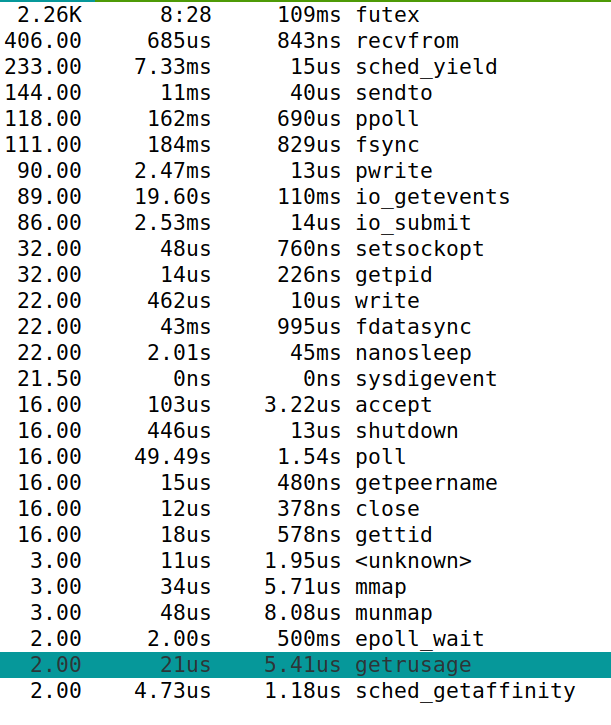 2.26K 8:28 109ms futex
406.00 685us 843ns recvfrom
233.00 7.33ms 15us sched_yield
144.00 11ms 40us sendto
118.00 162ms 690us ppoll
111.00 184ms 829us fsync
90.00 2.47ms 13us pwrite
89.00 19.60s 110ms io_getevents
86.00 2.53ms 14us io_submit
32.00 48us 760ns setsockopt
32.00 14us 226ns getpid
22.00 462us 10us write
22.00 43ms 995us fdatasync
22.00 2.01s 45ms nanosleep
21.50 0ns 0ns sysdigevent
16.00 103us 3.22us accept
16.00 446us 13us shutdown
16.00 49.49s 1.54s poll
16.00 15us 480ns getpeername
16.00 12us 378ns close
16.00 18us 578ns gettid
3.00 11us 1.95us <unknown>
3.00 34us 5.71us mmap
3.00 48us 8.08us munmap
2.00 2.00s 500ms epoll_wait
2.00 21us 5.41us getrusage
2.00 4.73us 1.18us sched_getaffinity